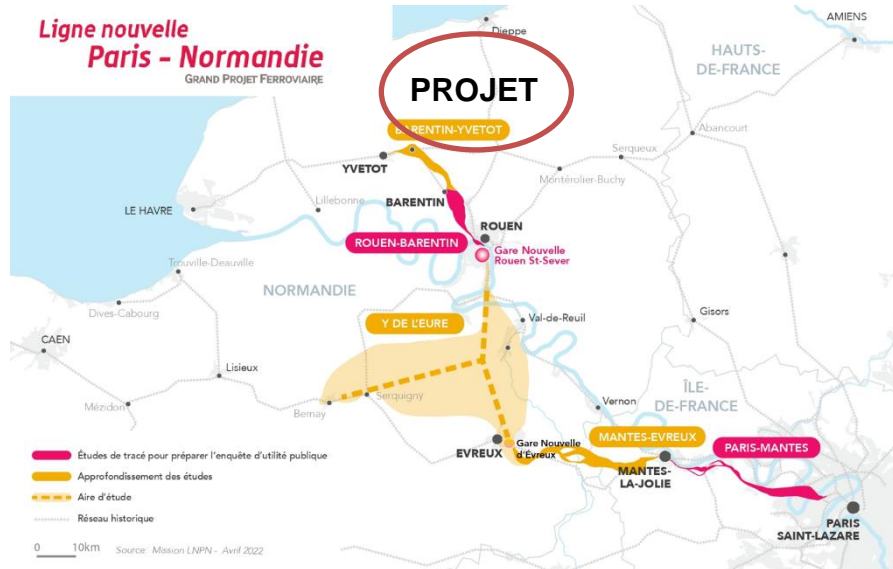 Ligne nouvelle
Paris - Normandie
GRAND PROJET FERROVIAIRE
PROJET
Dieppe
AMIENS
HAUTS-
DE-FRANCE
BARENTIN-YVETOT
Abancourt
YVETOT
Serqueux
Montérolier-Buchy
Lillebonne
BARENTIN
LE HAVRE
ROUEN
ROUEN-BARENTIN
Gare Nouvelle
Rouen St-Sever
Trouville-Deauville
NORMANDIE
Dives-Cabourg
Val-de-Reuil
Gisors
Y DE L'EURE
CAEN
Lisieux
ÎLE-
DE-FRANCE
Mézidon
Serquigny
Bernay
Vernon
MANTES-EVREUX
PARIS-MANTES
EVREUX
Gare Nouvelle
d'Évreux
MANTES-
LA-JOLIE
PARIS
SAINT-LAZARE
Études de tracé pour préparer l'enquête d'utilité publique
Approfondissement des études
Aire d'étude
Réseau historique
0 10km
Source: Mission LNPN - Avril 2022